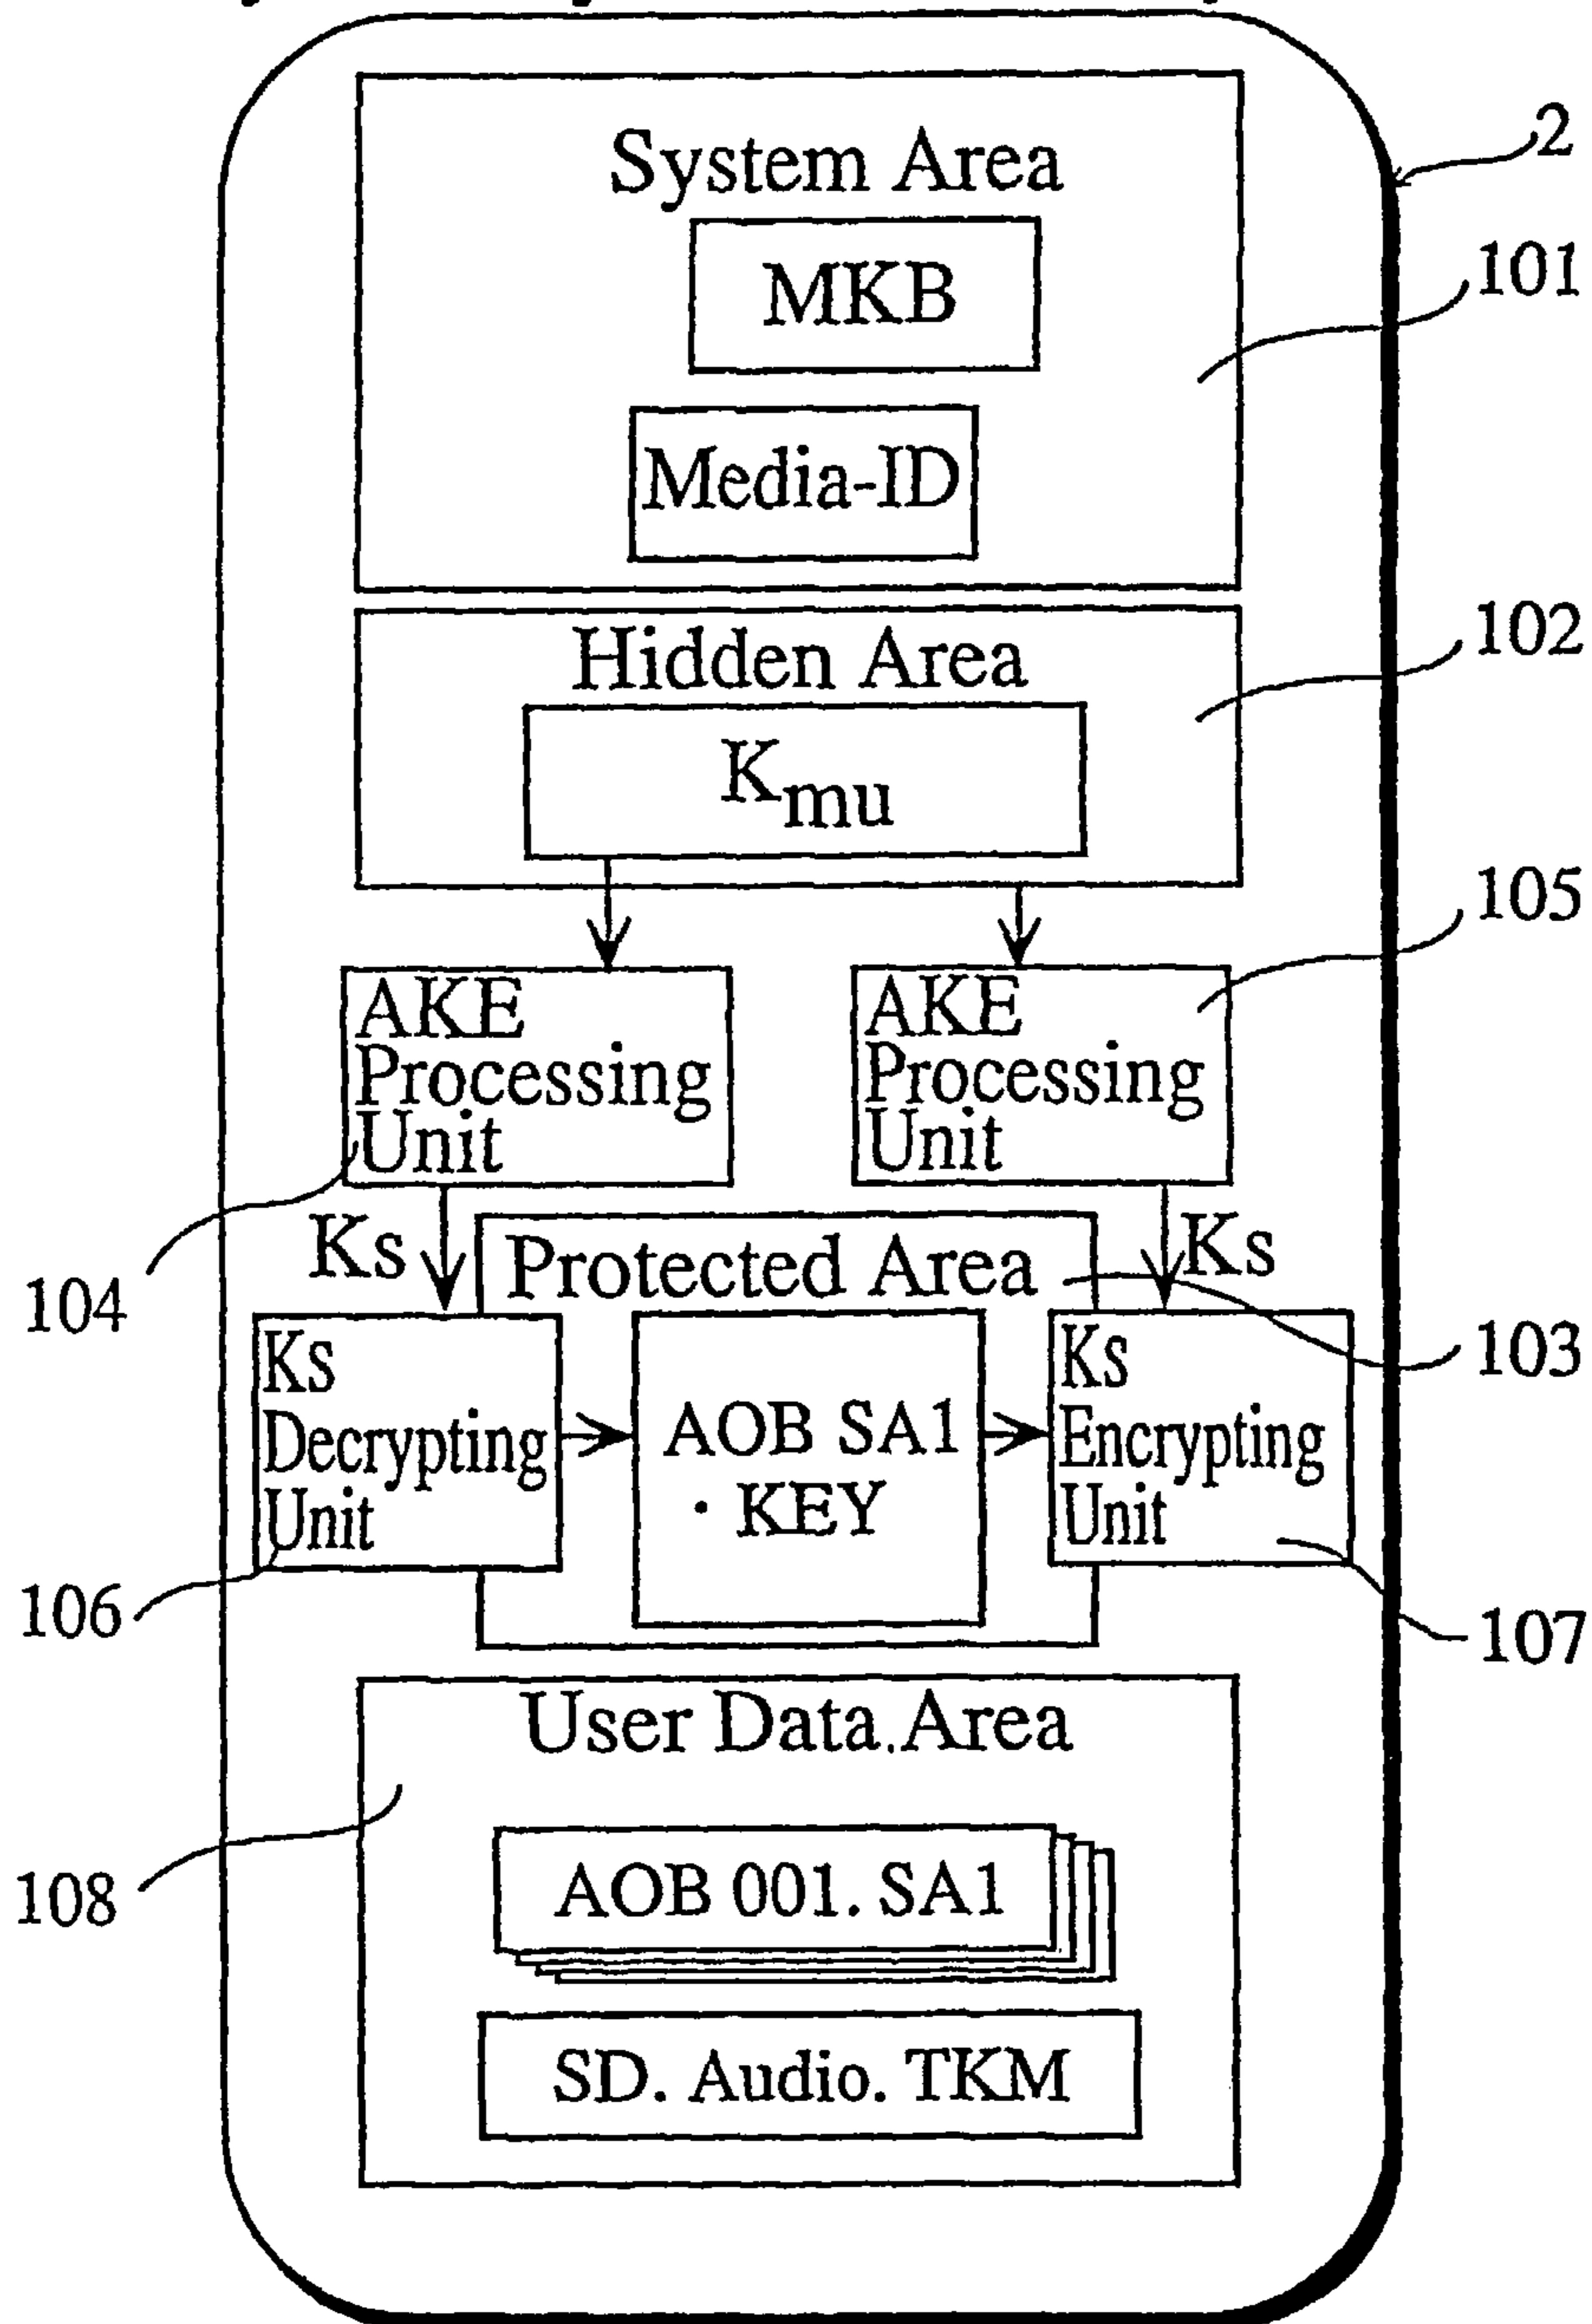 2
System Area
101
MKB
Media-ID
102
Hidden Area
Kmu
105
AKE
Processing
Unit
AKE
Processing
Unit
104
Ks
Protected Area
Ks
103
Ks
Decrypting
Unit
AOB SA1
. KEY
Ks
Encrypting
Unit
106
107
User Data.Area
108
AOB 001. SA1
SD. Audio. TKM